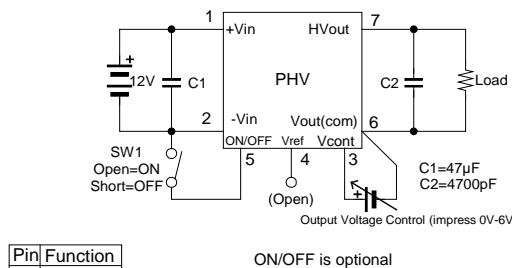 1
+Vin
HVout
7
12V
C1
PHV
C2
Load
2
-Vin
Vout(com)
6
ON/OFF
Vref
Vcont
SW1
Open=ON
Short=OFF
5
4
3
(Open)
C1=47µF
C2=4700pF
Output Voltage Control (impress 0V-6V
Pin Function
ON/OFF is optional